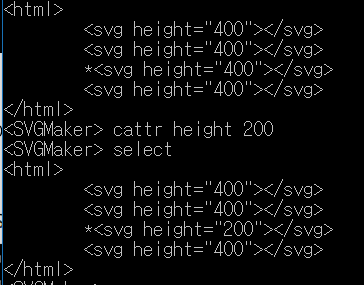 <html>
<svg height="400"></svg>
<svg height="400"></svg>
*<svg height="400"></svg>
<svg height="400"></svg>
</html>
<SVGMaker> cattr height 200
<SVGMaker> select
<html>
<svg height="400"></svg>
<svg height="400"></svg>
*<svg height="200"></svg>
<svg height="400"></svg>
</html>